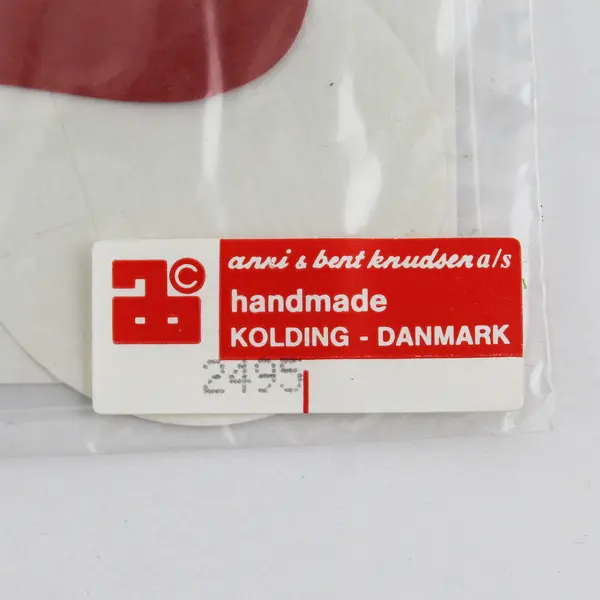 ©
anni & bent knudsen a/s
handmade
KOLDING - DANMARK
2495